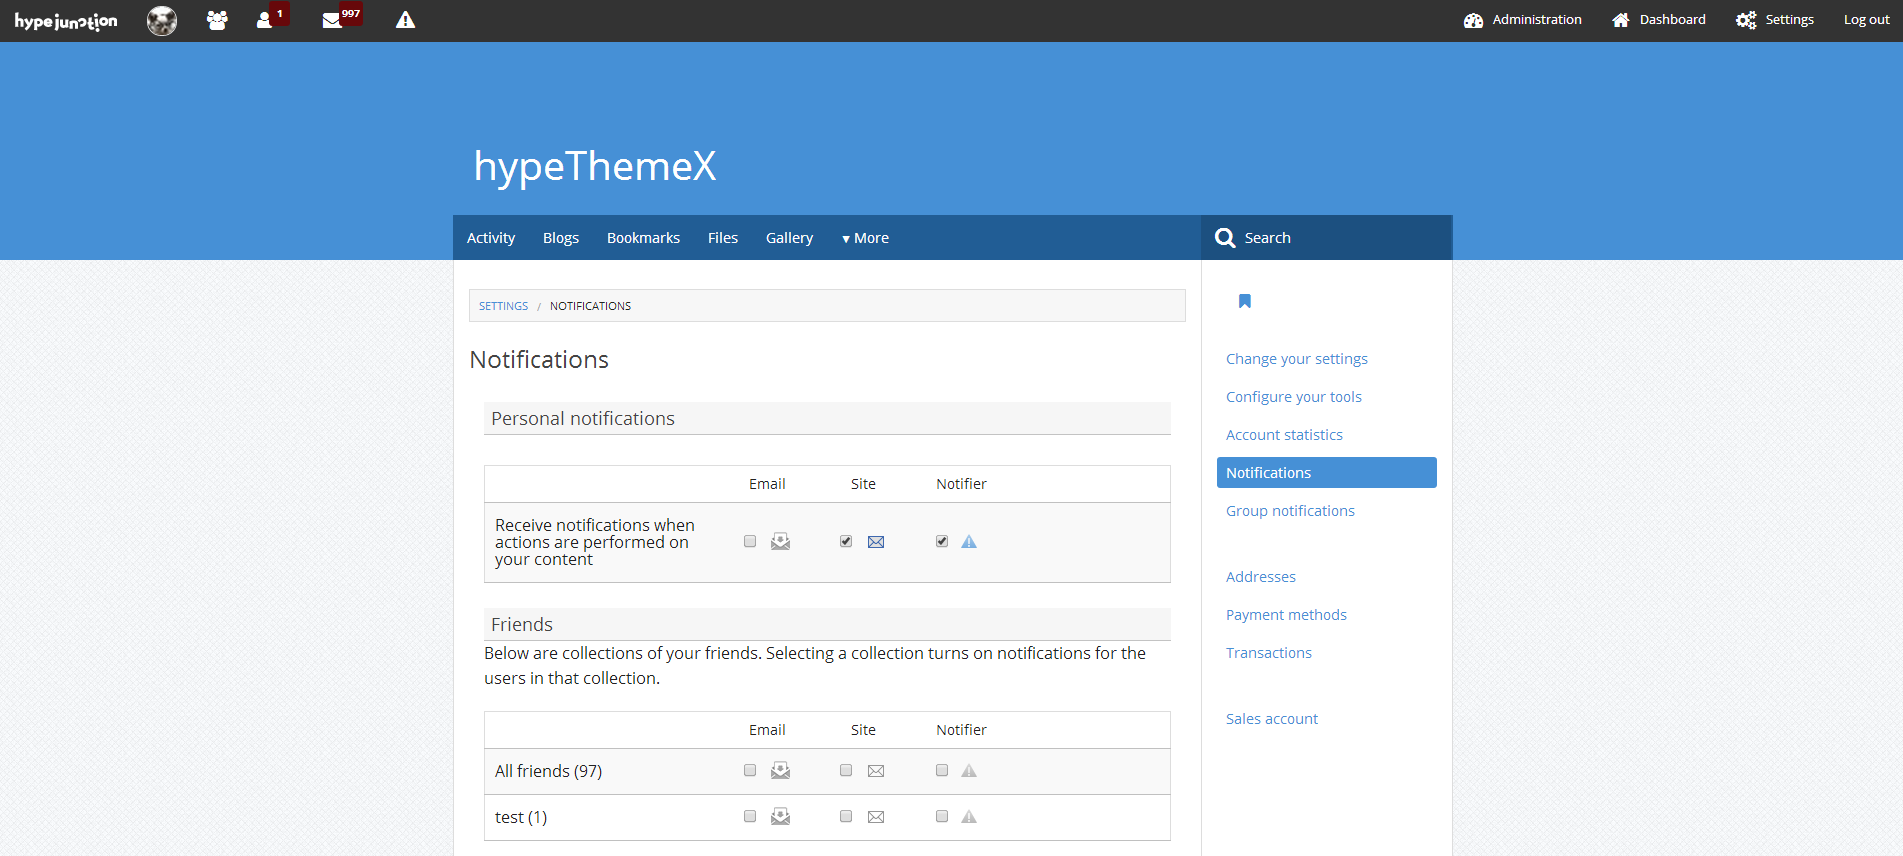 hypejunction
1
997
Administration
Dashboard
Settings
Log out
hypeThemeX
Activity
Blogs
Bookmarks
Files
Gallery
▾ More
Search
SETTINGS / NOTIFICATIONS
Notifications
Personal notifications
Email
Site
Notifier
Receive notifications when
actions are performed on
your content
Friends
Below are collections of your friends. Selecting a collection turns on notifications for the
users in that collection.
Email
Site
Notifier
All friends (97)
test (1)
Change your settings
Configure your tools
Account statistics
Notifications
Group notifications
Addresses
Payment methods
Transactions
Sales account